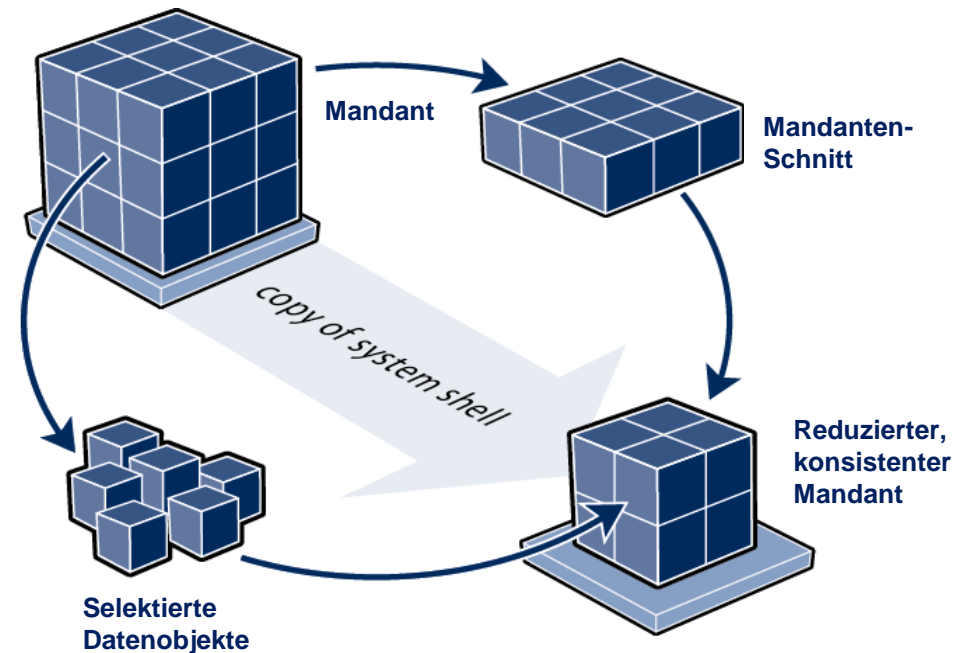 Mandant
Mandanten-
Schnitt
copy of system shell
Reduzierter,
konsistenter
Mandant
Selektierte
Datenobjekte